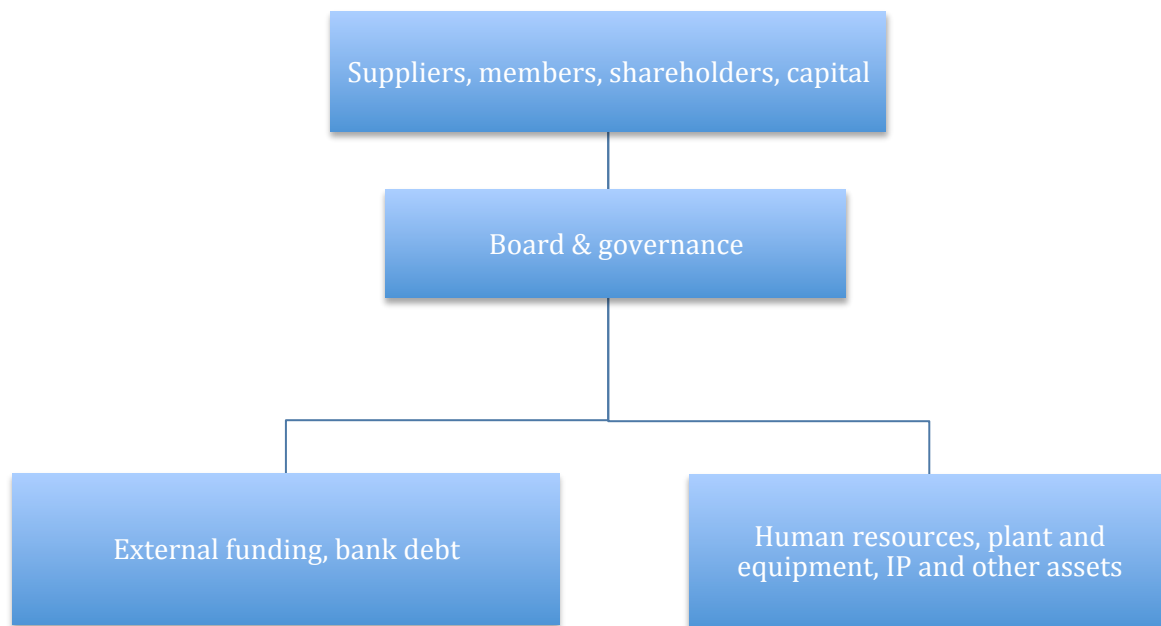 Suppliers, members, shareholders, capital
Board & governance
External funding, bank debt
Human resources, plant and
equipment, IP and other assets